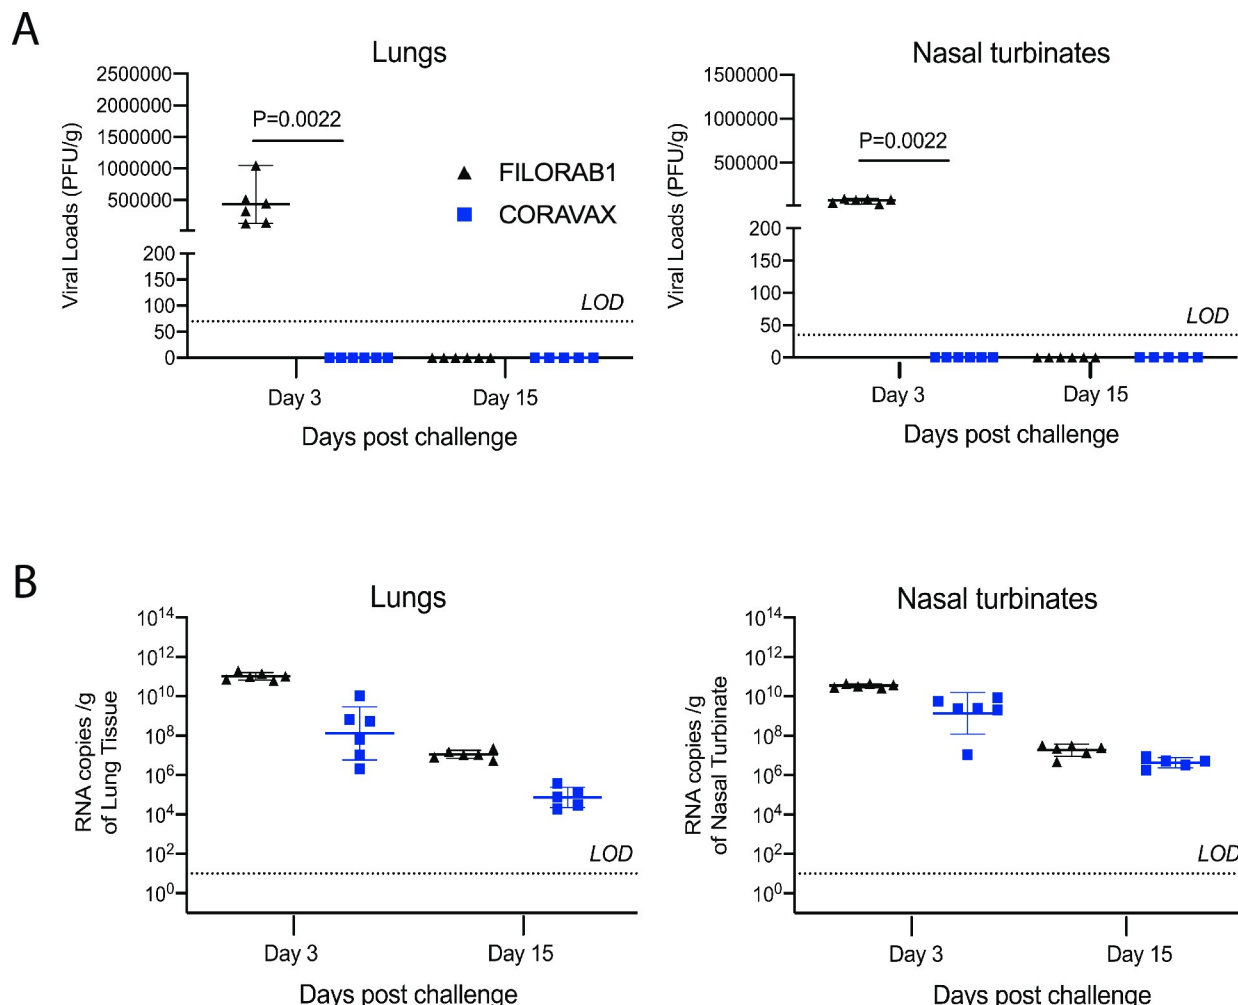 A
Lungs
Viral Loads (PFU/g)
2500000
2000000
1500000
1000000
500000
200
150
100
50
0
P=0.0022
FILORAB1
CORAVAX
LOD
Day 3
Day 15
Days post challenge
Nasal turbinates
Viral Loads (PFU/g)
1500000
1000000
500000
200
150
100
50
0
P=0.0022
LOD
Day 3
Day 15
Days post challenge
B
Lungs
RNA copies /g
of Lung Tissue
10¹⁴
10¹²
10¹⁰
10⁸
10⁶
10⁴
10²
10⁰
LOD
Day 3
Day 15
Days post challenge
Nasal turbinates
RNA copies /g
of Nasal Turbinate
10¹⁴
10¹²
10¹⁰
10⁸
10⁶
10⁴
10²
10⁰
LOD
Day 3
Day 15
Days post challenge